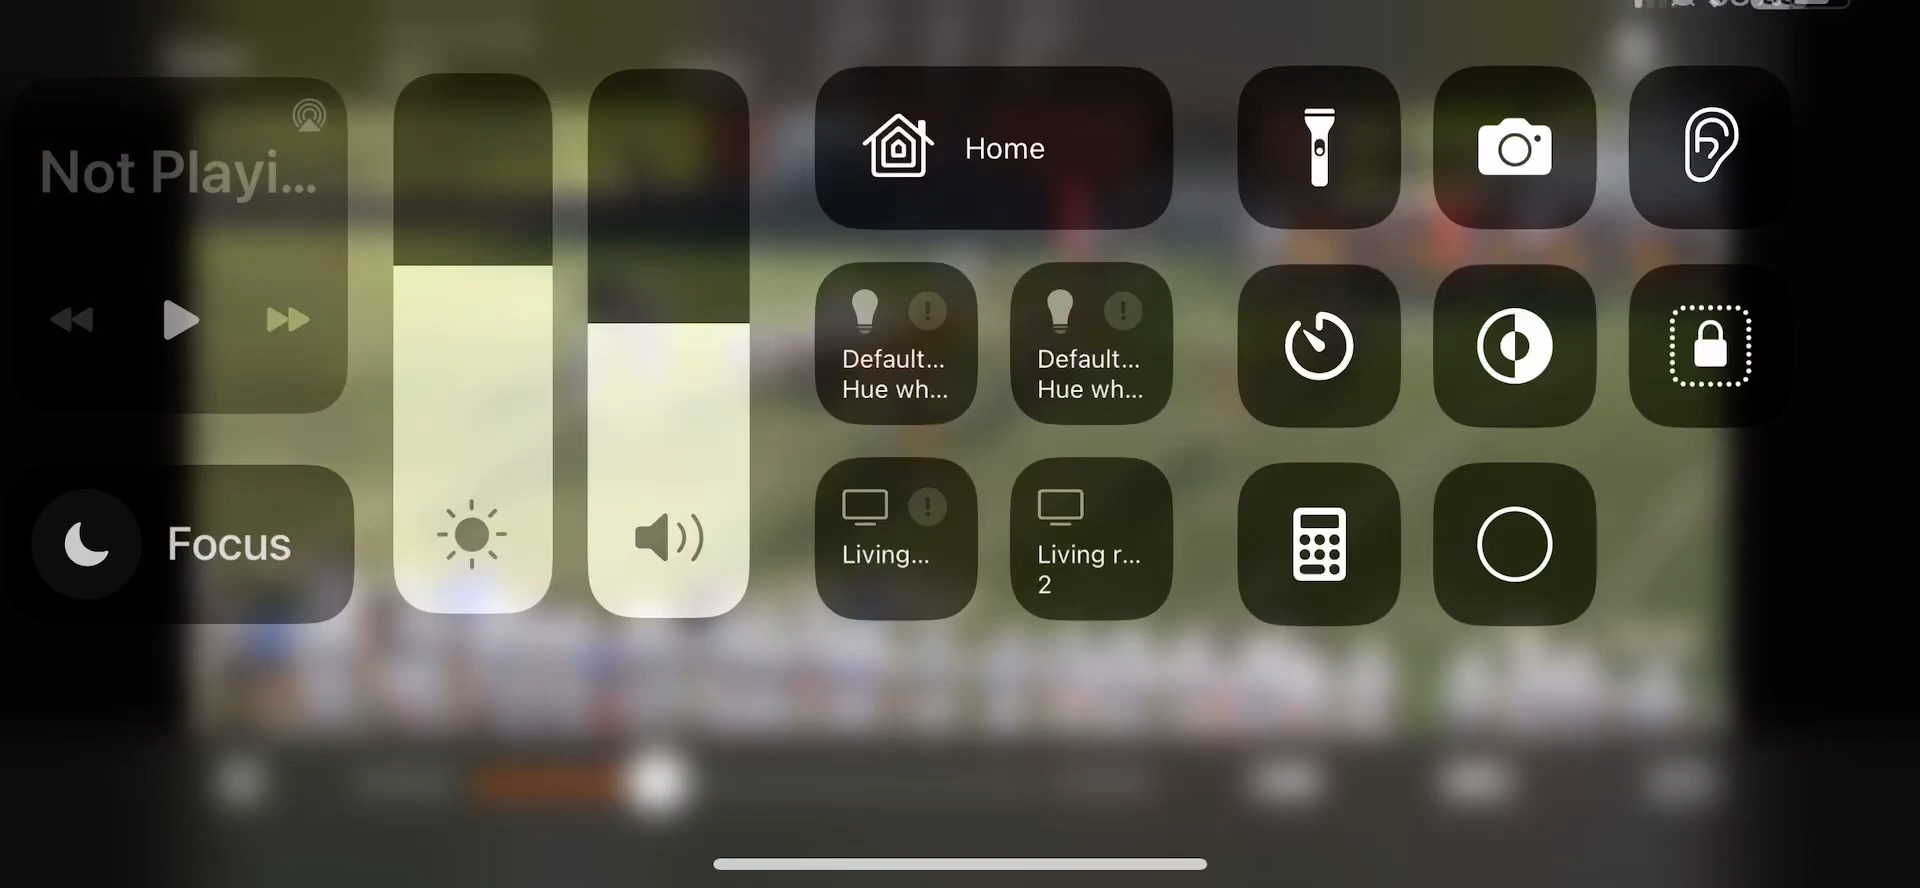 Not Playi...
Focus
Home
Default...
Hue wh...
Default...
Hue wh...
Living...
Living r...
2